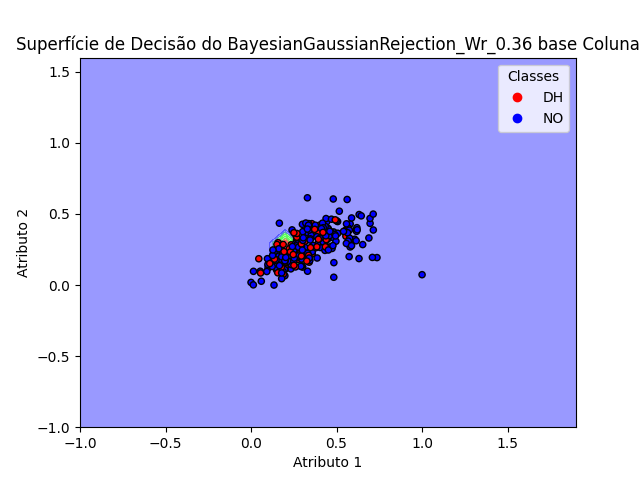 Superfície de Decisão do BayesianGaussianRejection_Wr_0.36 base Coluna
Classes
DH
NO
1.5
1.0
0.5
0.0
−0.5
−1.0
Atributo 2
−1.0
−0.5
0.0
0.5
1.0
1.5
Atributo 1